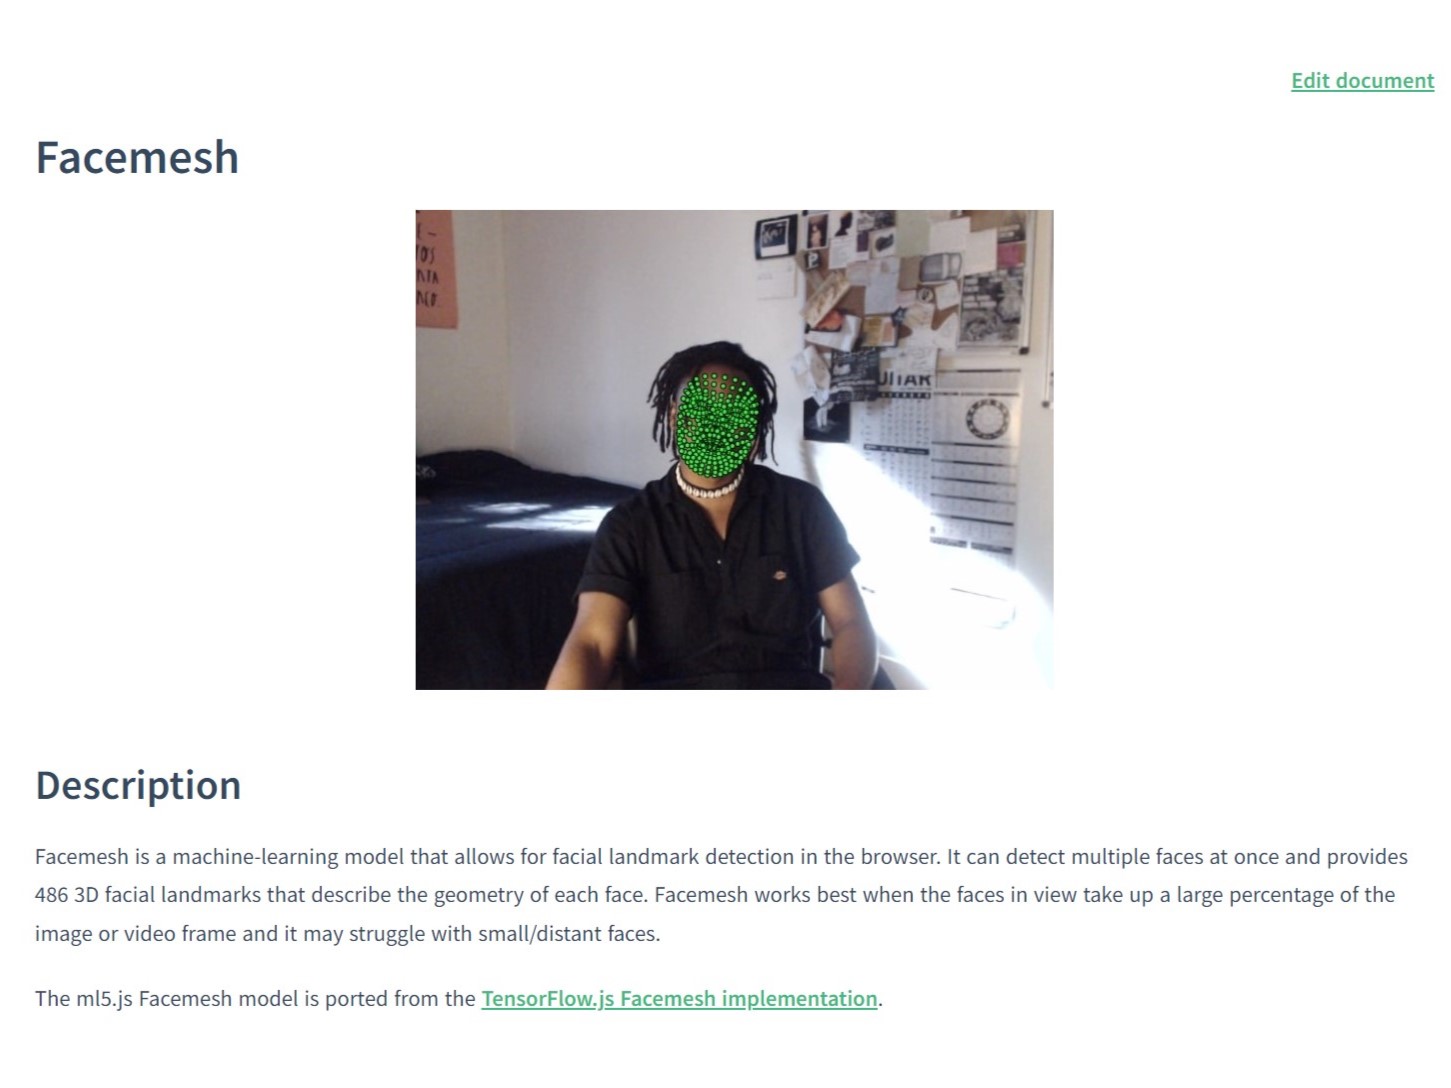 Edit document
Facemesh
Description
Facemesh is a machine-learning model that allows for facial landmark detection in the browser. It can detect multiple faces at once and provides
486 3D facial landmarks that describe the geometry of each face. Facemesh works best when the faces in view take up a large percentage of the
image or video frame and it may struggle with small/distant faces.
The ml5.js Facemesh model is ported from the TensorFlow.js Facemesh implementation.